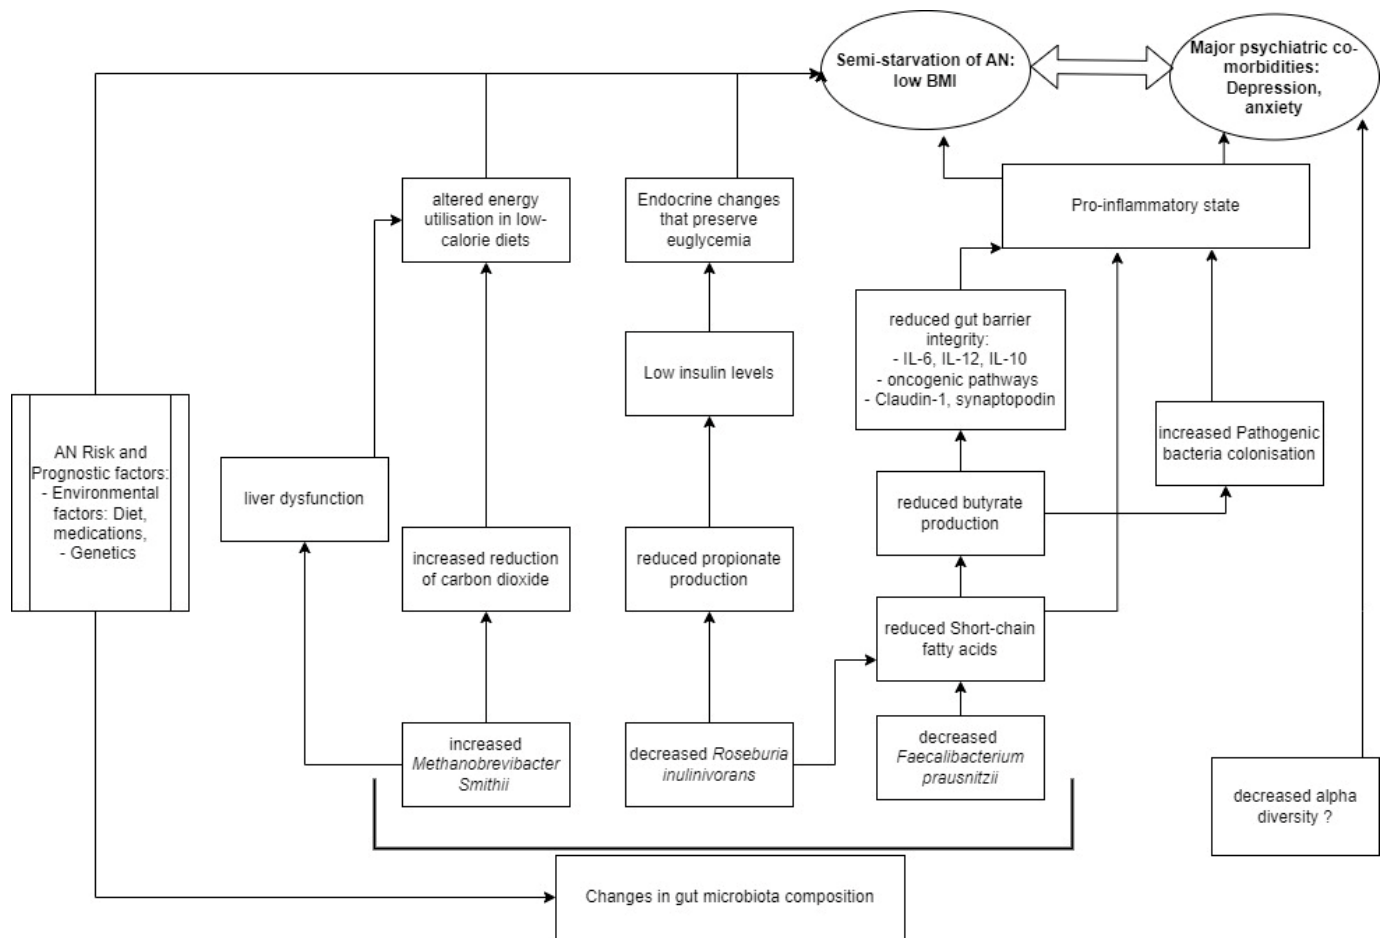 Semi-starvation of AN:
low BMI
Major psychiatric co-
morbidities:
Depression,
anxiety
altered energy
utilisation in low-
calorie diets
Endocrine changes
that preserve
euglycemia
Pro-inflammatory state
reduced gut barrier
integrity:
- IL-6, IL-12, IL-10
- oncogenic pathways
- Claudin-1, synaptopodin
Low insulin levels
increased Pathogenic
bacteria colonisation
AN Risk and
Prognostic factors:
- Environmental
factors: Diet,
medications,
- Genetics
liver dysfunction
reduced butyrate
production
increased reduction
of carbon dioxide
reduced propionate
production
reduced Short-chain
fatty acids
increased
Methanobrevibacter
Smithii
decreased Roseburia
inulinivorans
decreased
Faecalibacterium
prausnitzii
decreased alpha
diversity ?
Changes in gut microbiota composition